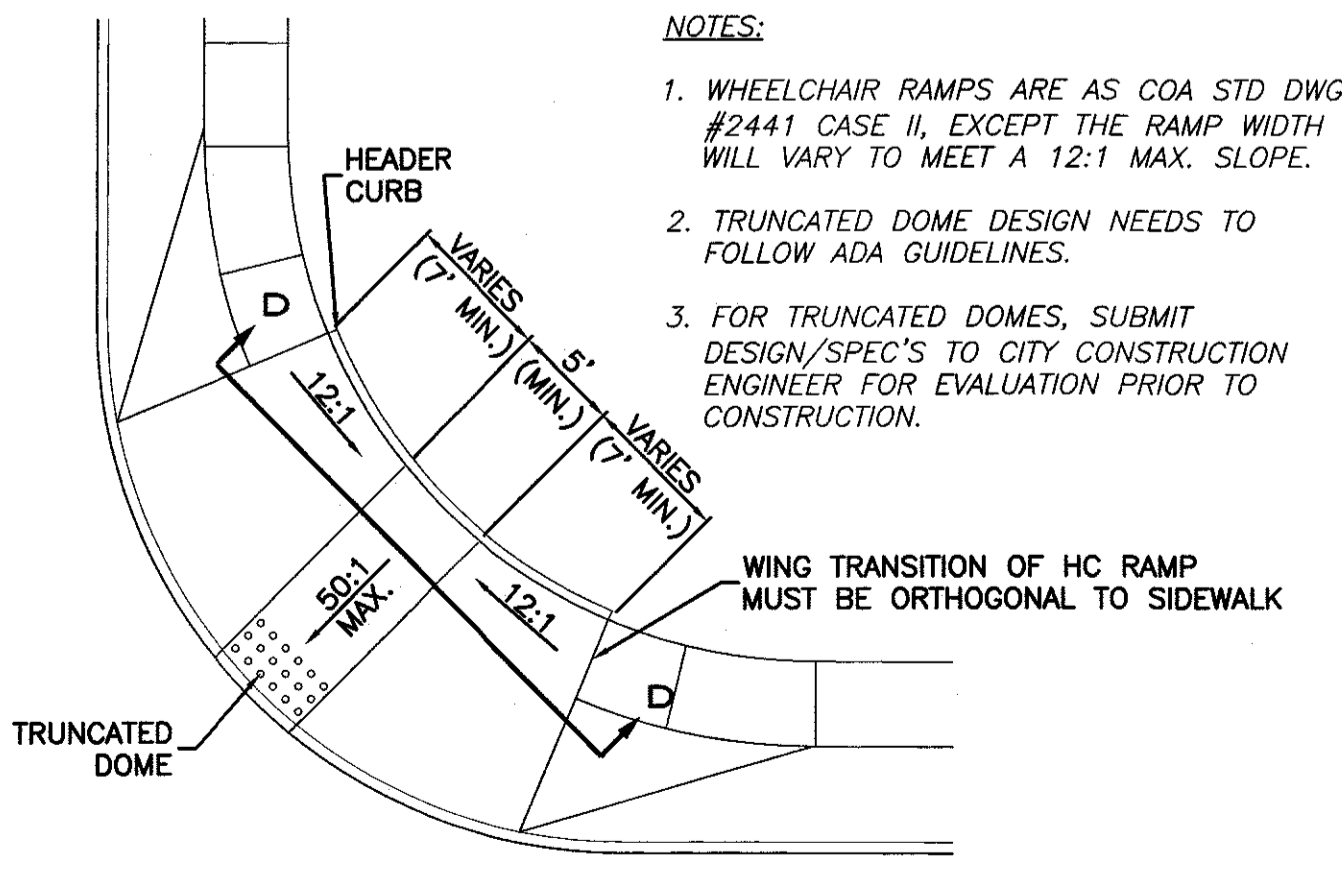 NOTES:
1. WHEELCHAIR RAMPS ARE AS COA STD DWG
#2441 CASE II, EXCEPT THE RAMP WIDTH
WILL VARY TO MEET A 12:1 MAX. SLOPE.
2. TRUNCATED DOME DESIGN NEEDS TO
FOLLOW ADA GUIDELINES.
3. FOR TRUNCATED DOMES, SUBMIT
DESIGN/SPEC'S TO CITY CONSTRUCTION
ENGINEER FOR EVALUATION PRIOR TO
CONSTRUCTION.
HEADER
CURB
VARIES
(7' MIN.)
5'
(MIN.)
VARIES
(7' MIN.)
D
12:1
50:1
MAX.
12:1
WING TRANSITION OF HC RAMP
MUST BE ORTHOGONAL TO SIDEWALK
D
TRUNCATED
DOME